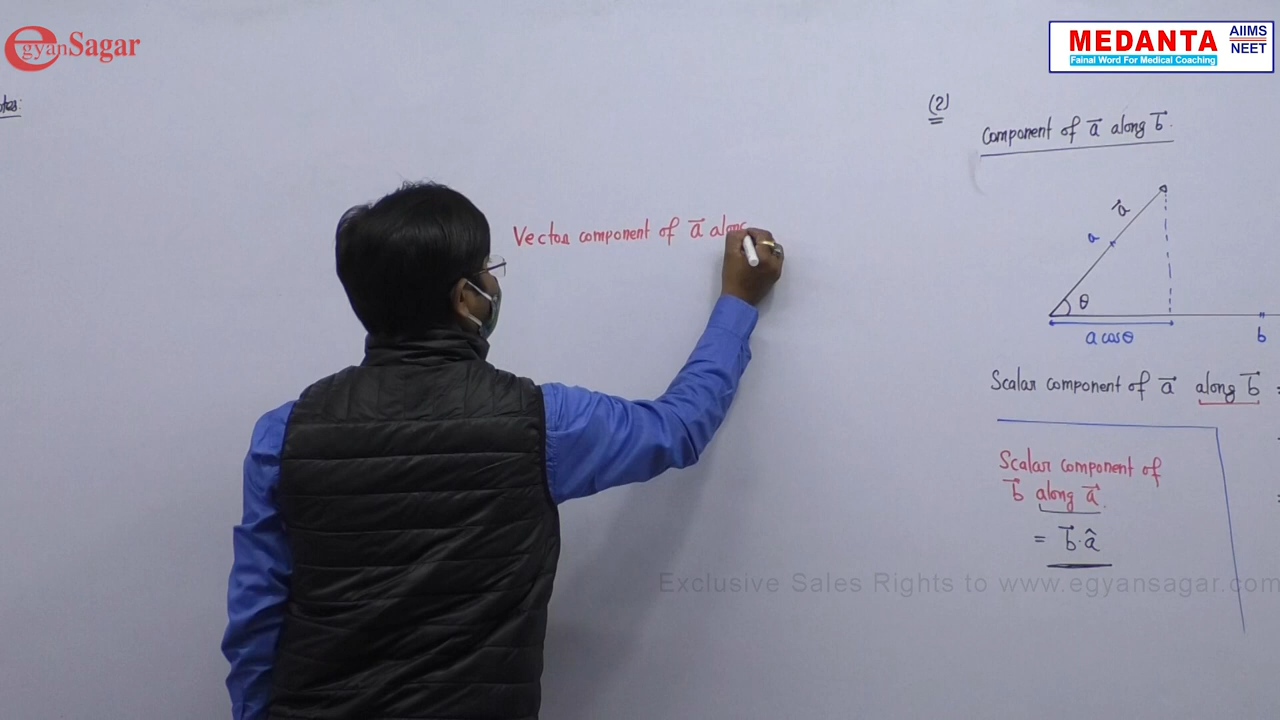 egyanSagar
MEDANTA
Fainal Word For Medical Coaching
AIIMS
NEET
(2)
Component of a⃗ along b⃗.
Vector component of a⃗ along
a⃗
a
θ
a cosθ
b
Scalar component of a⃗ along b⃗ =
Scalar component of
b⃗ along a⃗.
= b⃗.â
Exclusive Sales Rights to www.egyansagar.com